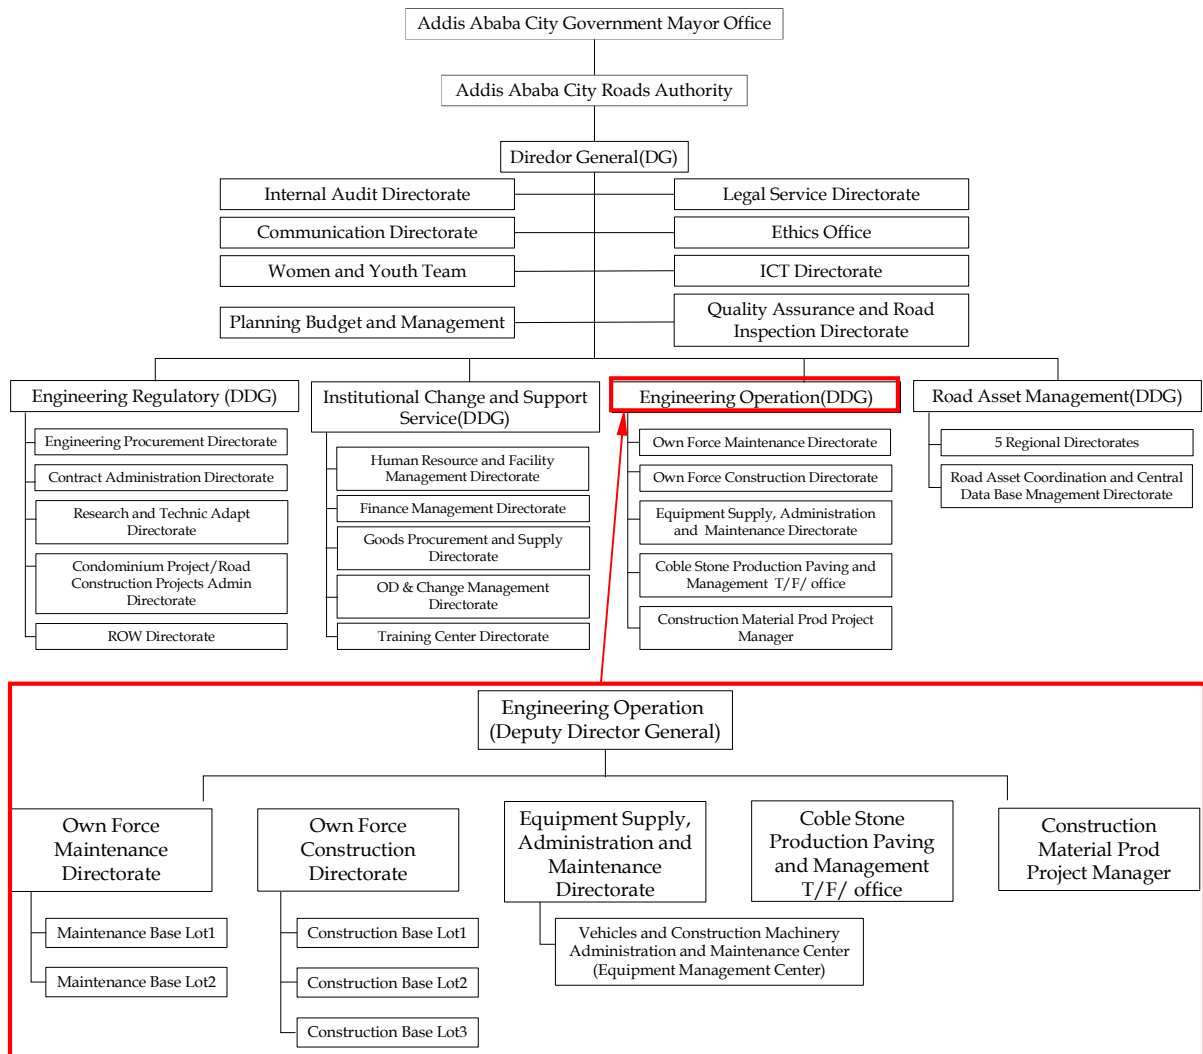 Addis Ababa City Government Mayor Office
Addis Ababa City Roads Authority
Diredor General(DG)
Internal Audit Directorate
Legal Service Directorate
Communication Directorate
Ethics Office
Women and Youth Team
ICT Directorate
Planning Budget and Management
Quality Assurance and Road
Inspection Directorate
Engineering Regulatory (DDG)
Engineering Procurement Directorate
Contract Administration Directorate
Research and Technic Adapt
Directorate
Condominium Project/Road
Construction Projects Admin
Directorate
ROW Directorate
Institutional Change and Support
Service(DDG)
Human Resource and Facility
Management Directorate
Finance Management Directorate
Goods Procurement and Supply
Directorate
OD & Change Management
Directorate
Training Center Directorate
Engineering Operation(DDG)
Own Force Maintenance Directorate
Own Force Construction Directorate
Equipment Supply, Administration
and Maintenance Directorate
Coble Stone Production Paving and
Management T/F/ office
Construction Material Prod Project
Manager
Road Asset Management(DDG)
5 Regional Directorates
Road Asset Coordination and Central
Data Base Mnagement Directorate
Engineering Operation
(Deputy Director General)
Own Force
Maintenance
Directorate
Maintenance Base Lot1
Maintenance Base Lot2
Own Force
Construction
Directorate
Construction Base Lot1
Construction Base Lot2
Construction Base Lot3
Equipment Supply,
Administration and
Maintenance
Directorate
Vehicles and Construction Machinery
Administration and Maintenance Center
(Equipment Management Center)
Coble Stone
Production Paving
and Management
T/F/ office
Construction
Material Prod
Project Manager